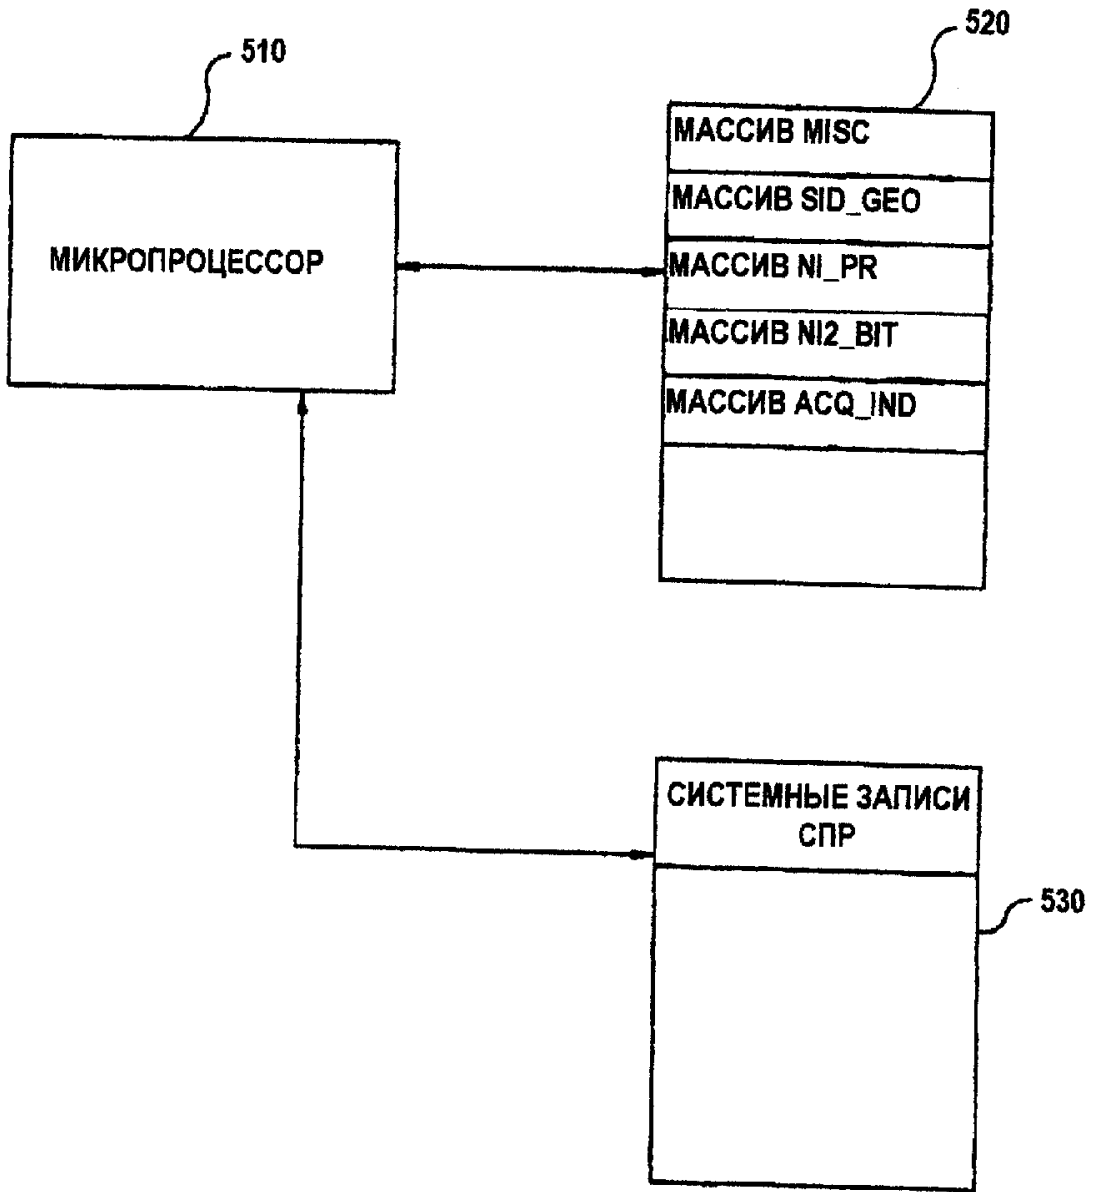 510
520
МАССИВ MISC
МАССИВ SID_GEO
МИКРОПРОЦЕССОР
МАССИВ NI_PR
МАССИВ NI2_BIT
МАССИВ ACQ_IND
СИСТЕМНЫЕ ЗАПИСИ
СПР
530